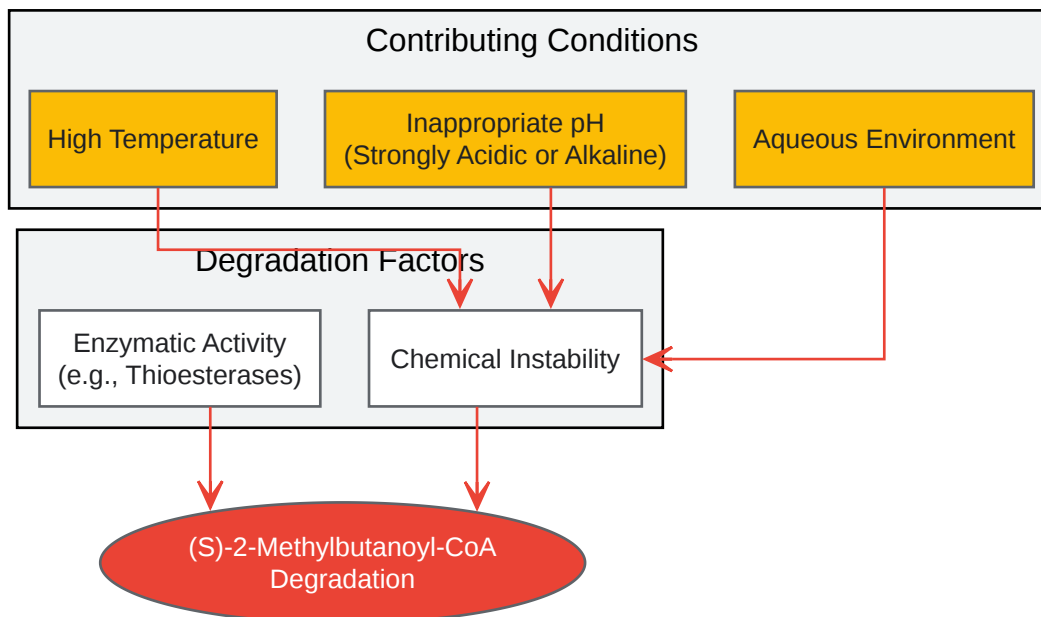 Contributing Conditions
High Temperature
Inappropriate pH
(Strongly Acidic or Alkaline)
Aqueous Environment
Degradation Factors
Enzymatic Activity
(e.g., Thioesterases)
Chemical Instability
(S)-2-Methylbutanoyl-CoA
Degradation